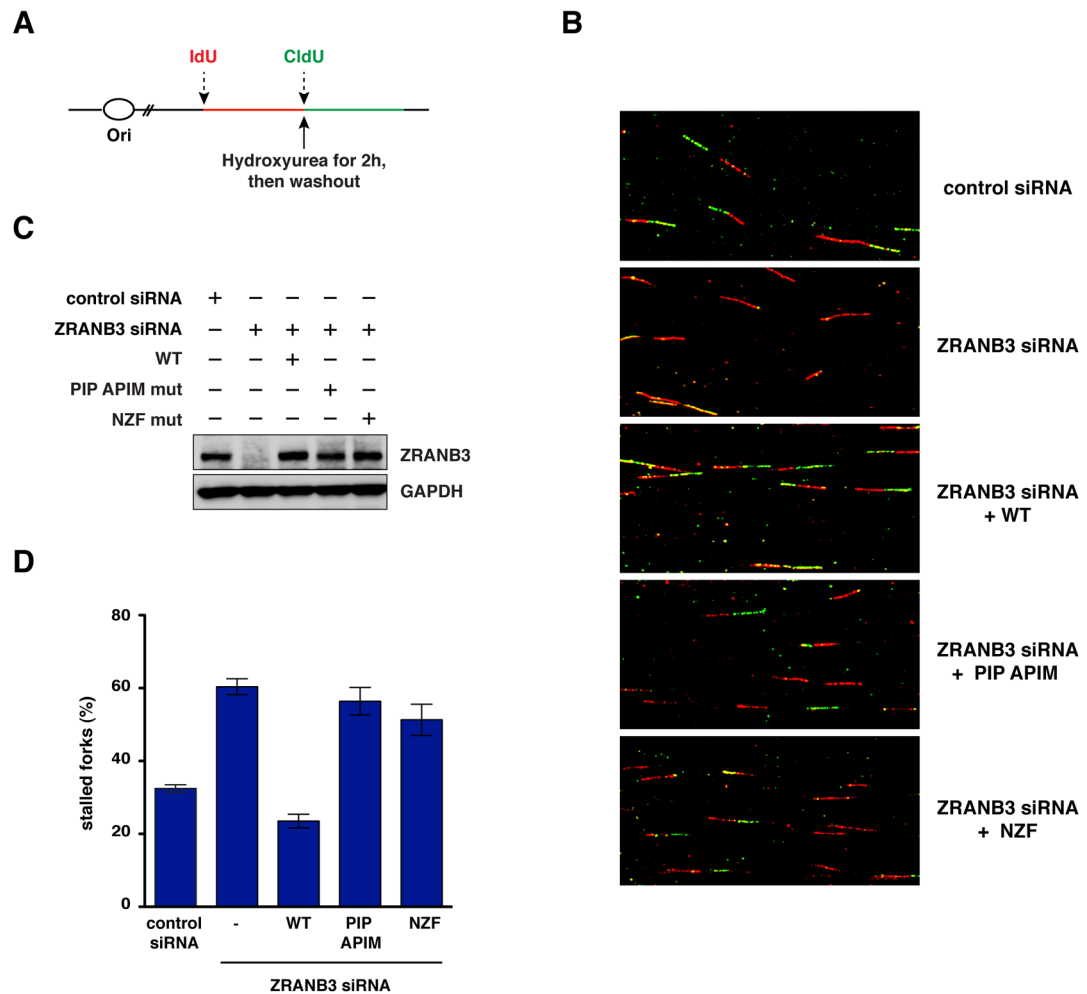 A
IdU
CldU
Ori
Hydroxyurea for 2h,
then washout
B
control siRNA
ZRANB3 siRNA
ZRANB3 siRNA
+ WT
ZRANB3 siRNA
+ PIP APIM
ZRANB3 siRNA
+ NZF
C
control siRNA + − − − −
ZRANB3 siRNA − + + + +
WT − − + − −
PIP APIM mut − − − + −
NZF mut − − − − +
ZRANB3
GAPDH
D
stalled forks (%)
80
60
40
20
0
control
siRNA
-
WT
PIP
APIM
NZF
ZRANB3 siRNA